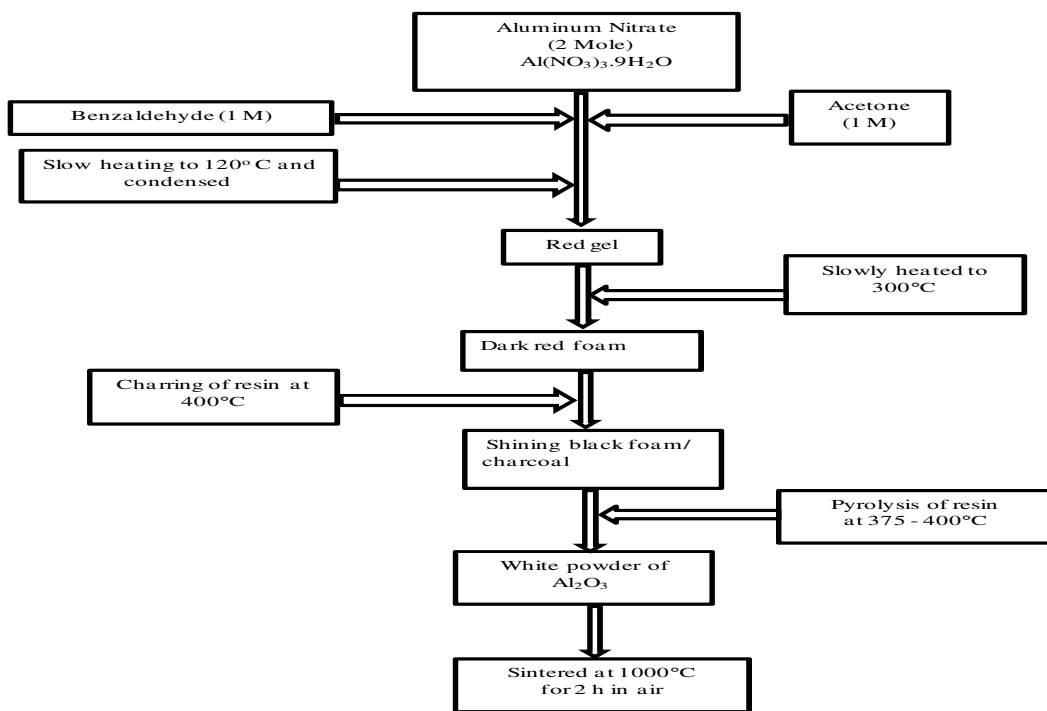 Aluminum Nitrate
(2 Mole)
Al(NO₃)₃.9H₂O
Benzaldehyde (1 M)
Acetone
(1 M)
Slow heating to 120° C and
condensed
Red gel
Slowly heated to
300°C
Dark red foam
Charring of resin at
400°C
Shining black foam/
charcoal
Pyrolysis of resin
at 375 - 400°C
White powder of
Al₂O₃
Sintered at 1000°C
for 2 h in air